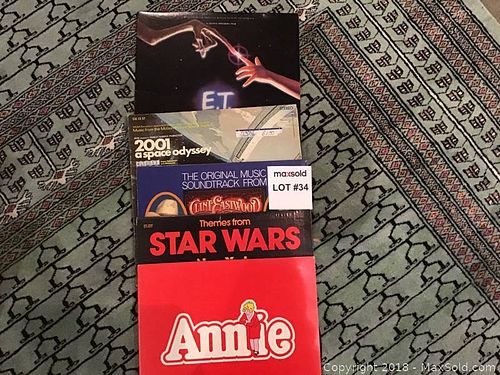 E.T.
STEREO
Music from the Motion
2001
a space odyssey
THE ORIGINAL MUSIC
SOUNDTRACK FROM
maxsold
LOT #34
CLINT EASTWOOD
Themes from
STAR WARS
Annie
Copyright 2018 - MaxSold.com